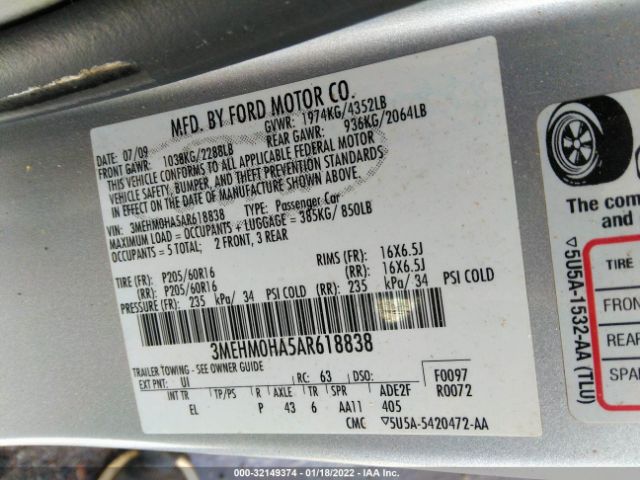 MFD. BY FORD MOTOR CO.
DATE: 07/09 GVWR: 1974KG/4352LB
FRONT GAWR: 1038KG/2288LB REAR GAWR: 936KG/2064LB
THIS VEHICLE CONFORMS TO ALL APPLICABLE FEDERAL MOTOR
VEHICLE SAFETY, BUMPER, AND THEFT PREVENTION STANDARDS
IN EFFECT ON THE DATE OF MANUFACTURE SHOWN ABOVE.
VIN: 3MEHM0HA5AR618838 TYPE: Passenger Car
MAXIMUM LOAD = OCCUPANTS + LUGGAGE = 385KG/850LB
OCCUPANTS = 5 TOTAL; 2 FRONT, 3 REAR
TIRE (FR): P205/60R16 RIMS (FR): 16X6.5J
(RR): P205/60R16 (RR): 16X6.5J
PRESSURE (FR): 235 kPa/ 34 PSI COLD (RR): 235 kPa/ 34 PSI COLD
3MEHM0HA5AR618838
TRAILER TOWING - SEE OWNER GUIDE
EXT PNT: UI RC: 63 DSO: F0097
INT TR TP/PS R AXLE TR SPR ADE2F R0072
EL P 43 6 AA11 405
CMC ▽5U5A-5420472-AA
The com
and
▽5U5A-1532-AA (TLU)
TIRE
FRON
REAR
SPAR
000-32149374 - 01/18/2022 - IAA Inc.